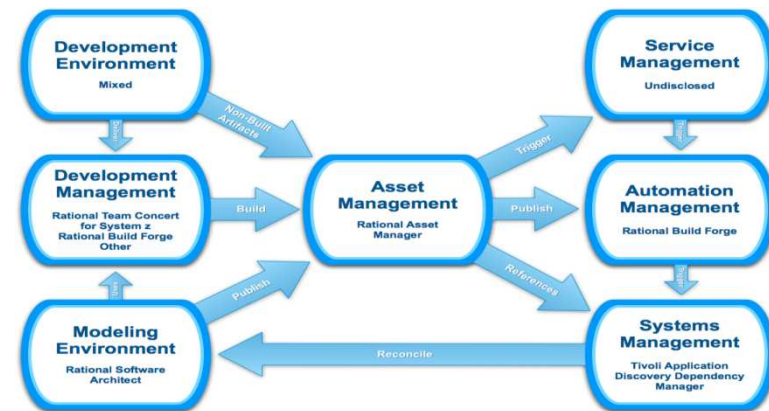 Development
Environment
Mixed
Service
Management
Undisclosed
Non-Built
Artifacts
Deliver
Trigger
Trigger
Development
Management
Rational Team Concert
for System z
Rational Build Forge
Other
Build
Asset
Management
Rational Asset
Manager
Publish
Automation
Management
Rational Build Forge
Publish
References
Trigger
Modeling
Environment
Rational Software
Architect
Reconcile
Systems
Management
Tivoli Application
Discovery Dependency
Manager